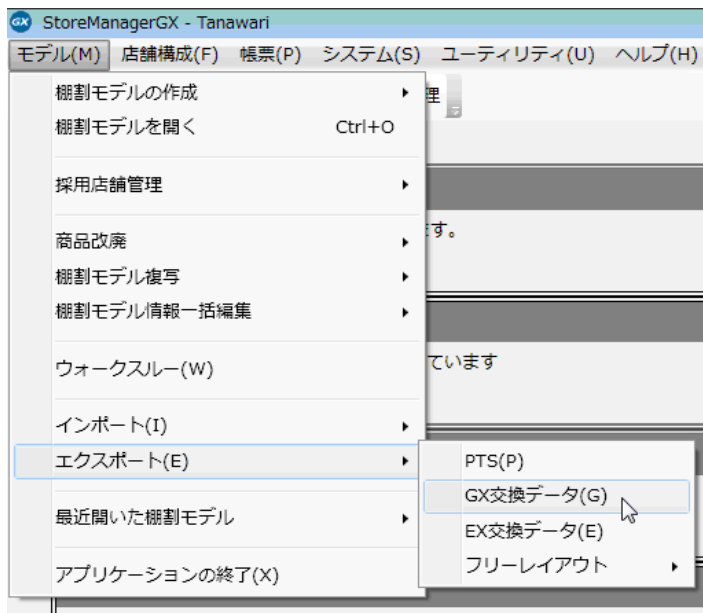 GX StoreManagerGX - Tanawari
モデル(M) 店舗構成(F) 帳票(P) システム(S) ユーティリティ(U) ヘルプ(H)
棚割モデルの作成
理
棚割モデルを開く Ctrl+O
採用店舗管理
ます。
商品改廃
棚割モデル複写
棚割モデル情報一括編集
ウォークスルー(W)
ています
インポート(I)
エクスポート(E)
PTS(P)
GX交換データ(G)
最近開いた棚割モデル
EX交換データ(E)
フリーレイアウト
アプリケーションの終了(X)